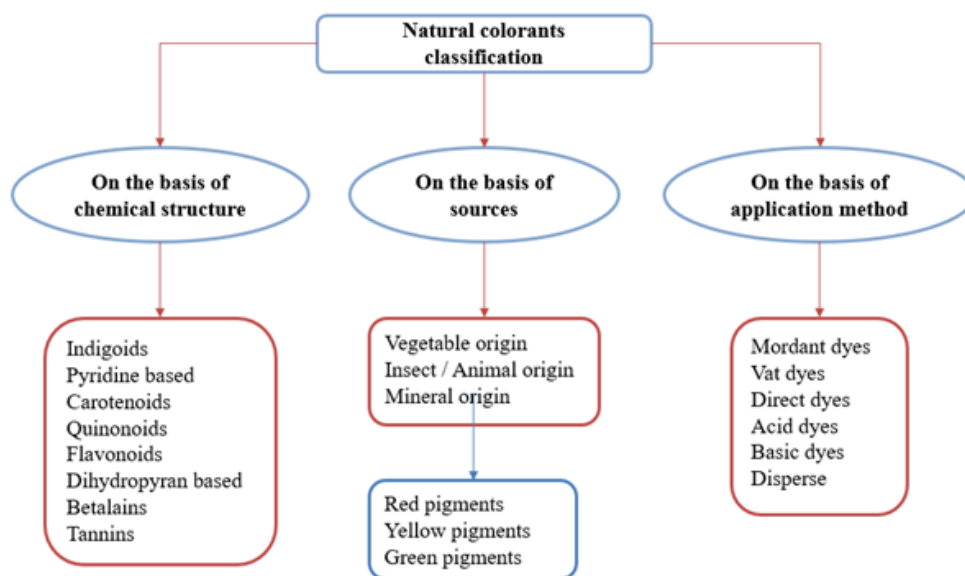 Natural colorants
classification
On the basis of
chemical structure
On the basis of
sources
On the basis of
application method
Indigoids
Pyridine based
Carotenoids
Quinonoids
Flavonoids
Dihydropyran based
Betalains
Tannins
Vegetable origin
Insect / Animal origin
Mineral origin
Red pigments
Yellow pigments
Green pigments
Mordant dyes
Vat dyes
Direct dyes
Acid dyes
Basic dyes
Disperse